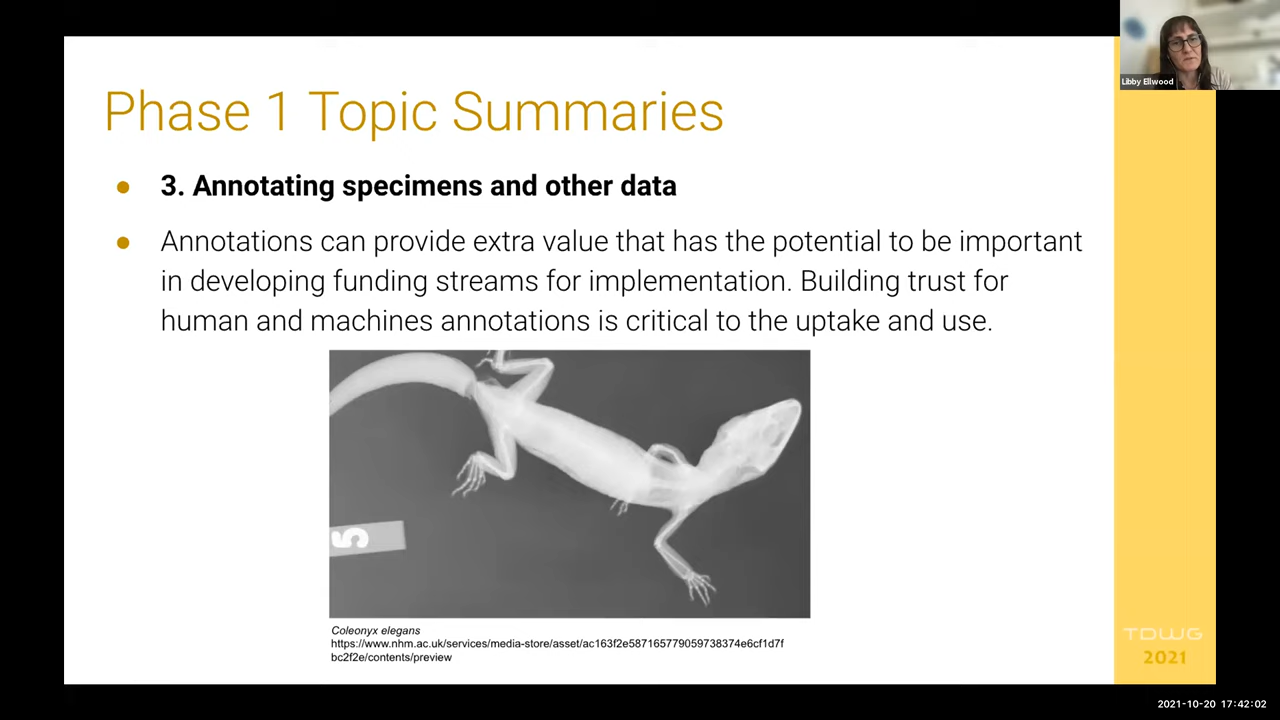 Libby Ellwood
Phase 1 Topic Summaries
3. Annotating specimens and other data
Annotations can provide extra value that has the potential to be important
in developing funding streams for implementation. Building trust for
human and machines annotations is critical to the uptake and use.
5
Coleonyx elegans
https://www.nhm.ac.uk/services/media-store/asset/ac163f2e587165779059738374e6cf1d7f
bc2f2e/contents/preview
TDWG
2021
2021-10-20 17:42:02